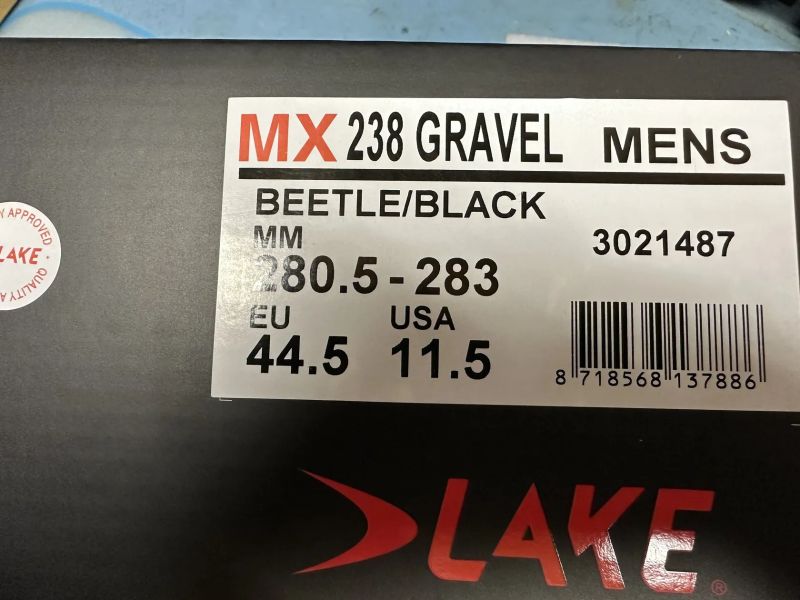 MX 238 GRAVEL MENS
BEETLE/BLACK
MM
3021487
280.5 - 283
EU USA
44.5 11.5
8 718568 137886
APPROVED
LAKE
QUALITY
LAKE®